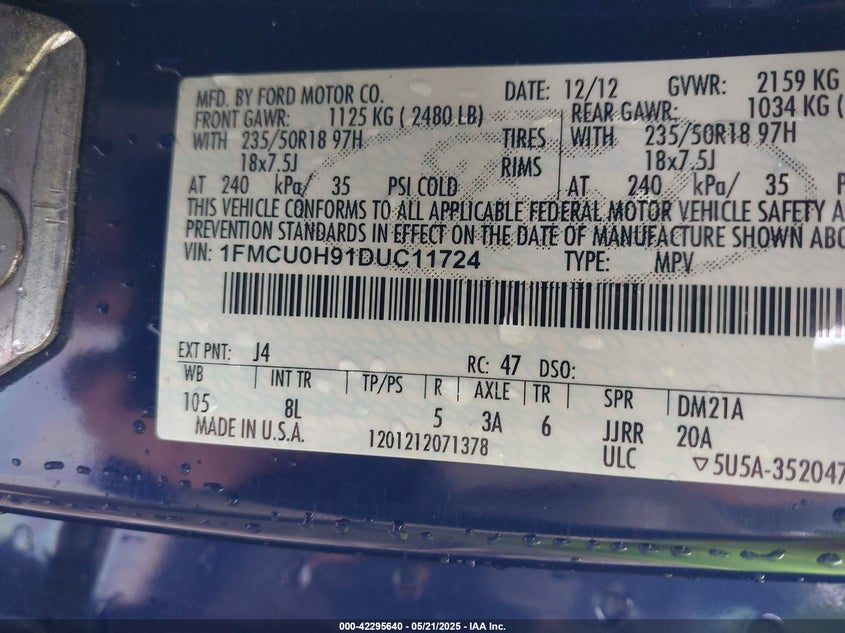 MFD. BY FORD MOTOR CO. DATE: 12/12 GVWR: 2159 KG
FRONT GAWR: 1125 KG ( 2480 LB) REAR GAWR: 1034 KG (
WITH 235/50R18 97H TIRES WITH 235/50R18 97H
18x7.5J RIMS 18x7.5J
AT 240 kPa/ 35 PSI COLD AT 240 kPa/ 35 P
THIS VEHICLE CONFORMS TO ALL APPLICABLE FEDERAL MOTOR VEHICLE SAFETY A
PREVENTION STANDARDS IN EFFECT ON THE DATE OF MANUFACTURE SHOWN ABO
VIN: 1FMCU0H91DUC11724 TYPE: MPV
EXT PNT: J4 RC: 47 DSO:
WB INT TR TP/PS R AXLE TR SPR DM21A
105 8L 5 3A 6 JJRR 20A
MADE IN U.S.A. 1201212071378 ULC ▽5U5A-352047
000-42295640 - 05/21/2025 - IAA Inc.